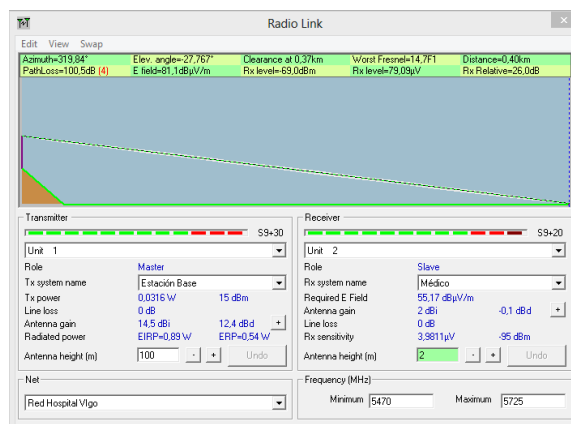 Radio Link
Edit View Swap
Azimuth=319,84° Elev. angle=-27,767° Clearance at 0,37km Worst Fresnel=14,7F1 Distance=0,40km
PathLoss=100,5dB (4) E field=81,1dBµV/m Rx level=-69,0dBm Rx level=79,09µV Rx Relative=26,0dB
Transmitter
S9+30
Unit 1
Role Master
Tx system name Estación Base
Tx power 0,0316 W 15 dBm
Line loss 0 dB
Antenna gain 14,5 dBi 12,4 dBd +
Radiated power EIRP=0,89 W ERP=0,54 W
Antenna height (m) 100 - + Undo
Receiver
S9+20
Unit 2
Role Slave
Rx system name Médico
Required E Field 55,17 dBµV/m
Antenna gain 2 dBi -0,1 dBd +
Line loss 0 dB
Rx sensitivity 3,9811µV -95 dBm
Antenna height (m) 2 - + Undo
Net
Red Hospital VIgo
Frequency (MHz)
Minimum 5470 Maximum 5725